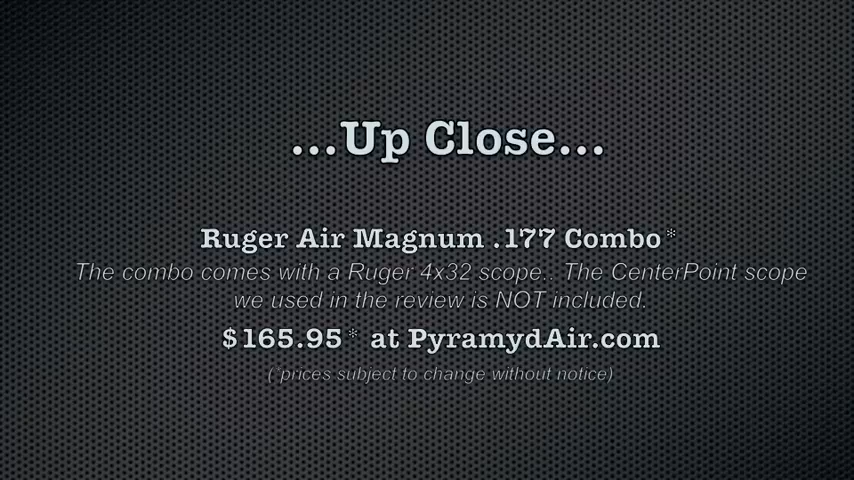 ...Up Close...
Ruger Air Magnum .177 Combo*
The combo comes with a Ruger 4x32 scope.. The CenterPoint scope
we used in the review is NOT included.
$165.95* at PyramydAir.com
(*prices subject to change without notice)